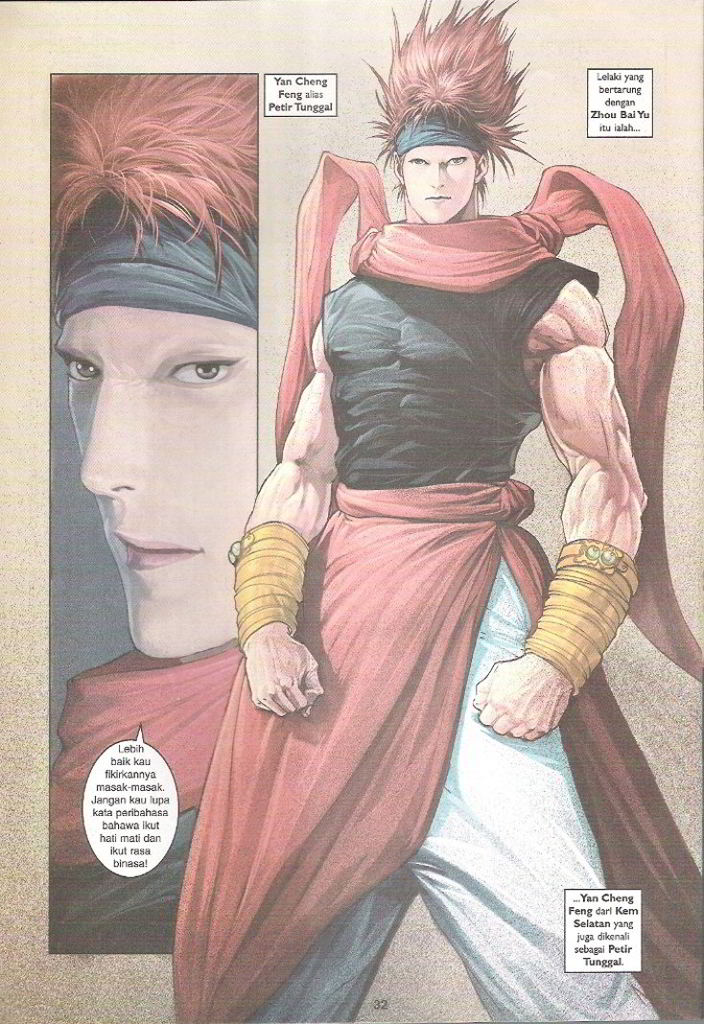 Yan Cheng
Feng alias
Petir Tunggal
Lelaki yang
bertarung
dengan
Zhou Bai Yu
itu ialah...
Lebih
baik kau
fikirkannya
masak-masak.
Jangan kau lupa
kata peribahasa
bahawa ikut
hati mati dan
ikut rasa
binasa!
...Yan Cheng
Feng dari Kem
Selatan yang
juga dikenali
sebagai Petir
Tunggal.
32